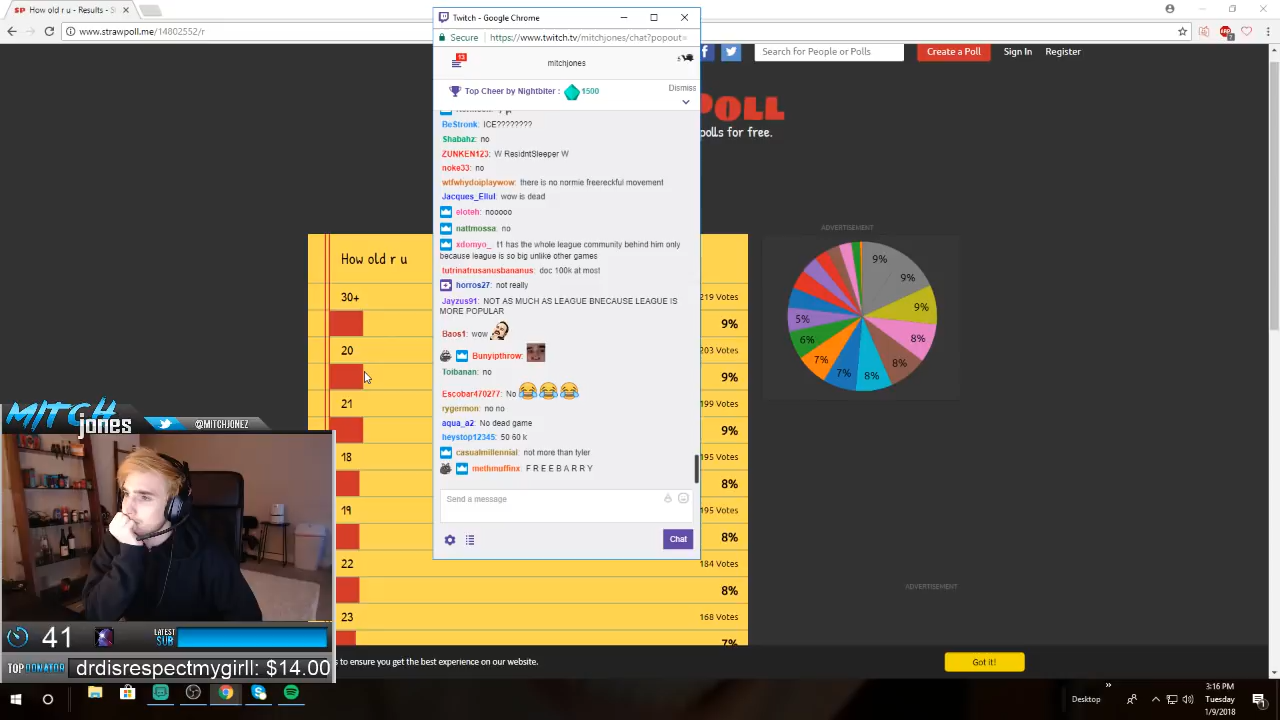 How old r u - Results - S
www.strawpoll.me/14802552/r
Twitch - Google Chrome
Secure
https://www.twitch.tv/mitchjones/chat?popout=
13
mitchjones
Top Cheer by Nightbiter : 1500
Dismiss
Search for People or Polls
Create a Poll
Sign In
Register
POLL
polls for free.
BeStronk: ICE????????
Shabahz: no
ZUNKEN123: W ResidntSleeper W
noke33: no
wtfwhydoiplaywow: there is no normie freereckful movement
Jacques_Ellul: wow is dead
eloteh: nooooo
nattmossa: no
xdomyo_: t1 has the whole league community behind him only
because league is so big unlike other games
tutrinatrusanusbananus: doc 100k at most
horros27: not really
Jayzus91: NOT AS MUCH AS LEAGUE BNECAUSE LEAGUE IS
MORE POPULAR
Baos1: wow
Bunyipthrow:
Toibanan: no
Escobar470277: No
rygermon: no no
aqua_a2: No dead game
heystop12345: 50 60 k
casualmillennial: not more than tyler
methmuffinx: F R E E B A R R Y
Send a message
Chat
How old r u
30+
219 Votes
9%
20
203 Votes
9%
21
199 Votes
9%
18
195 Votes
8%
19
195 Votes
8%
22
184 Votes
8%
23
168 Votes
7%
ADVERTISEMENT
9%
9%
9%
8%
8%
8%
7%
7%
6%
5%
ADVERTISEMENT
MITCH
jones
@MITCHJONEZ
41
LATEST
SUB
TOP DONATOR
drdisrespectmygirll: $14.00
s to ensure you get the best experience on our website.
Got it!
Desktop
3:16 PM
Tuesday
1/9/2018